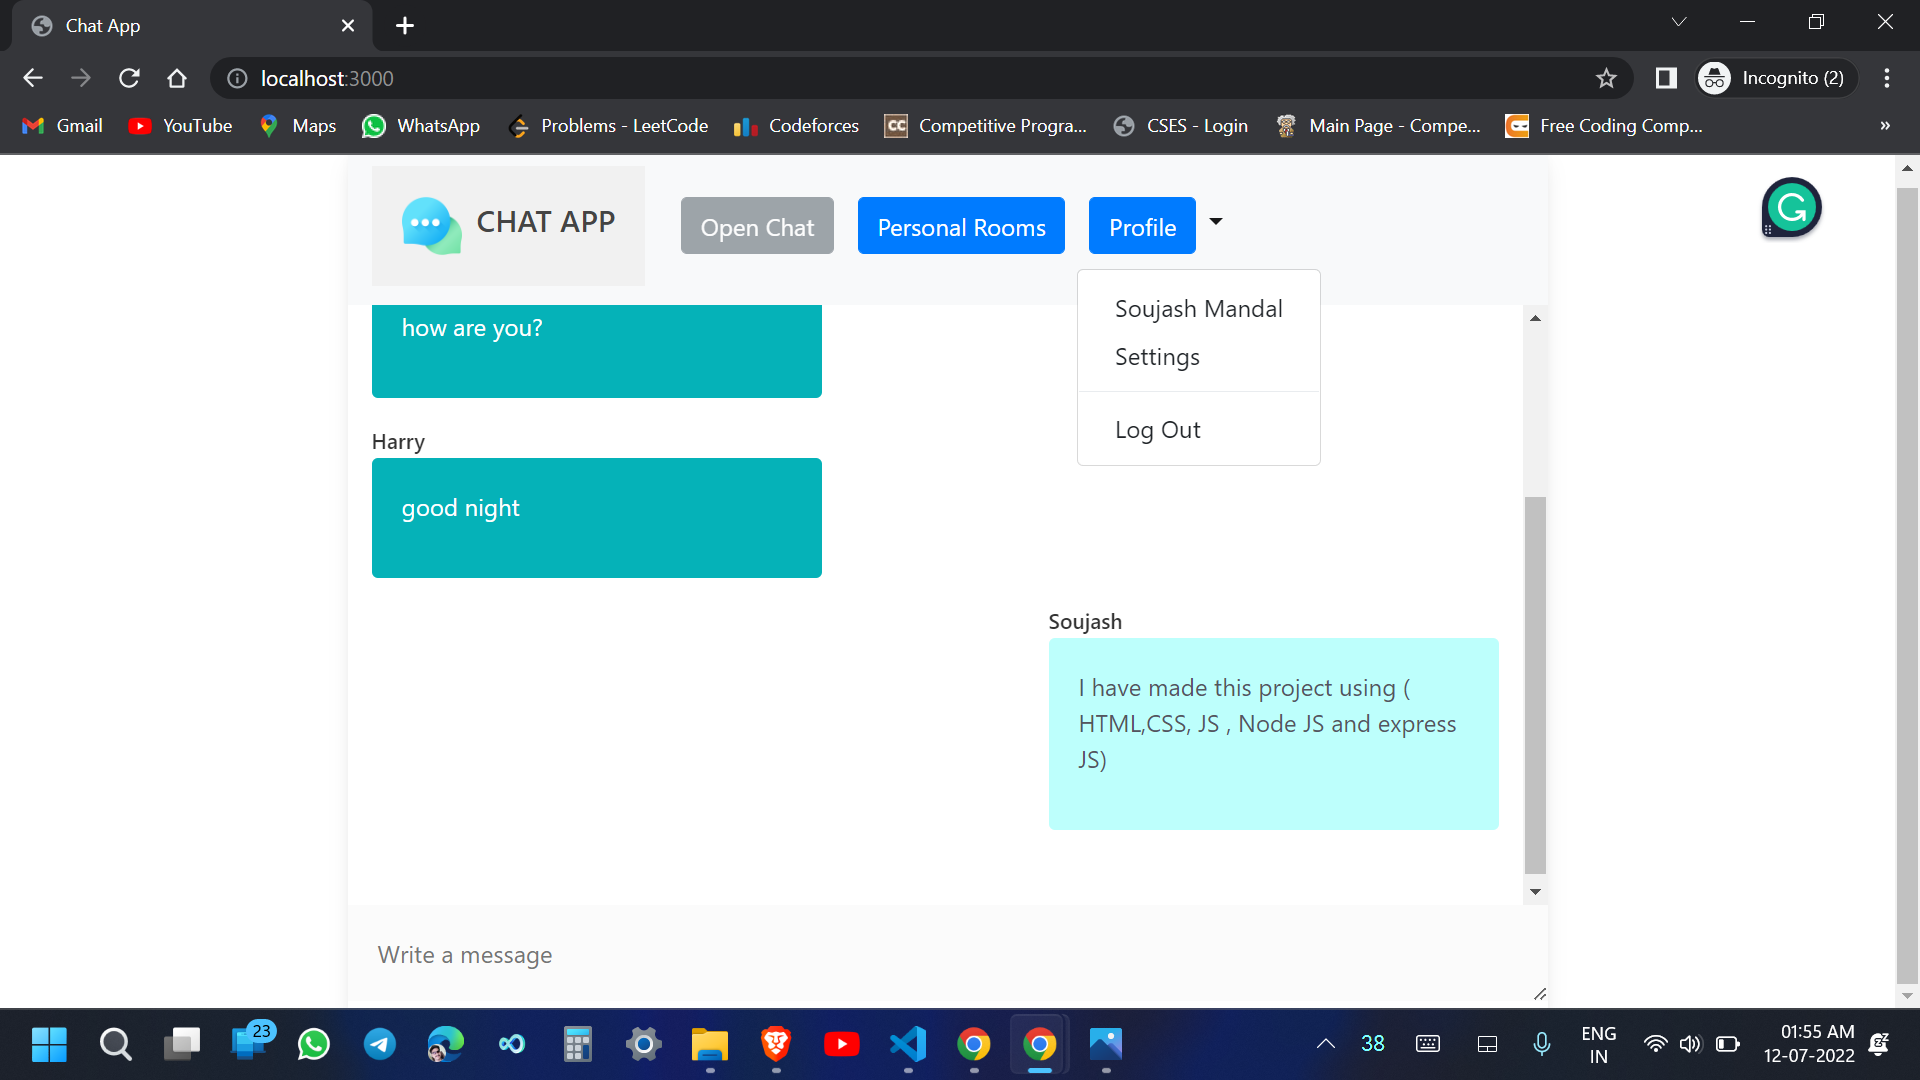 Chat App
localhost:3000
Incognito (2)
Gmail
YouTube
Maps
WhatsApp
Problems - LeetCode
Codeforces
CC
Competitive Progra...
CSES - Login
Main Page - Compe...
Free Coding Comp...
»
CHAT APP
Open Chat
Personal Rooms
Profile
Soujash Mandal
Settings
Log Out
how are you?
Harry
good night
Soujash
I have made this project using (
HTML,CSS, JS , Node JS and express
JS)
Write a message
23
38
ENG
IN
01:55 AM
12-07-2022